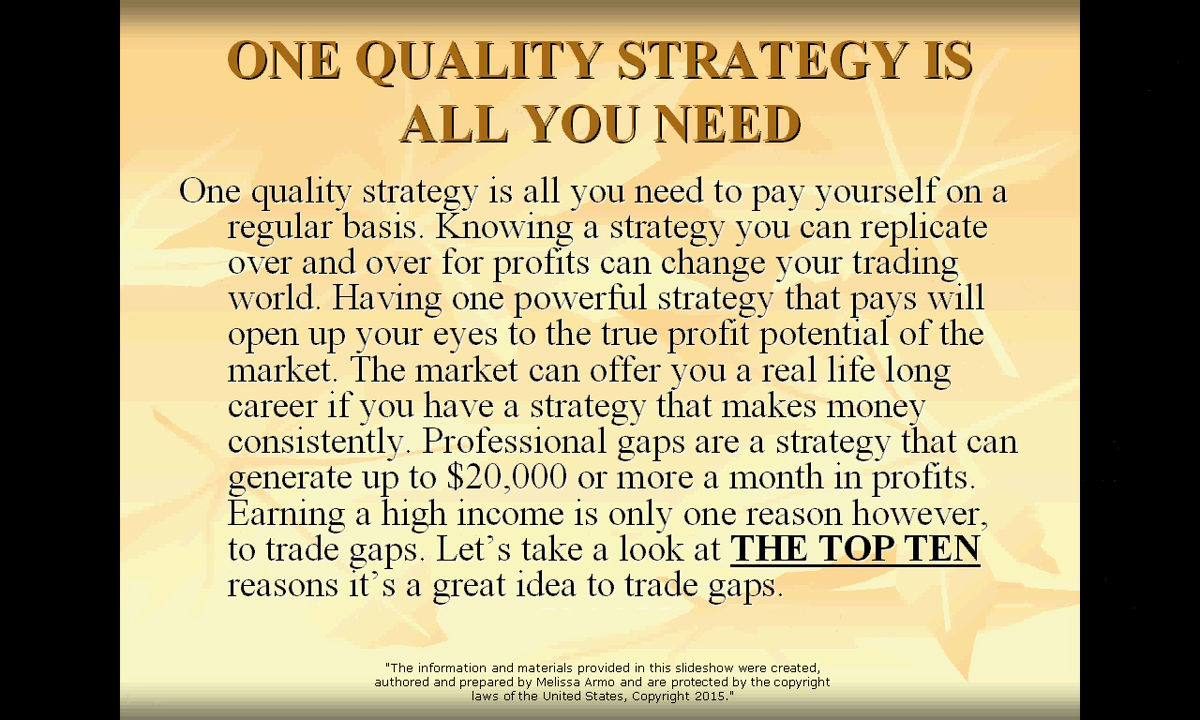 ONE QUALITY STRATEGY IS
ALL YOU NEED
One quality strategy is all you need to pay yourself on a
regular basis. Knowing a strategy you can replicate
over and over for profits can change your trading
world. Having one powerful strategy that pays will
open up your eyes to the true profit potential of the
market. The market can offer you a real life long
career if you have a strategy that makes money
consistently. Professional gaps are a strategy that can
generate up to $20,000 or more a month in profits.
Earning a high income is only one reason however,
to trade gaps. Let’s take a look at THE TOP TEN
reasons it’s a great idea to trade gaps.
"The information and materials provided in this slideshow were created,
authored and prepared by Melissa Armo and are protected by the copyright
laws of the United States, Copyright 2015."